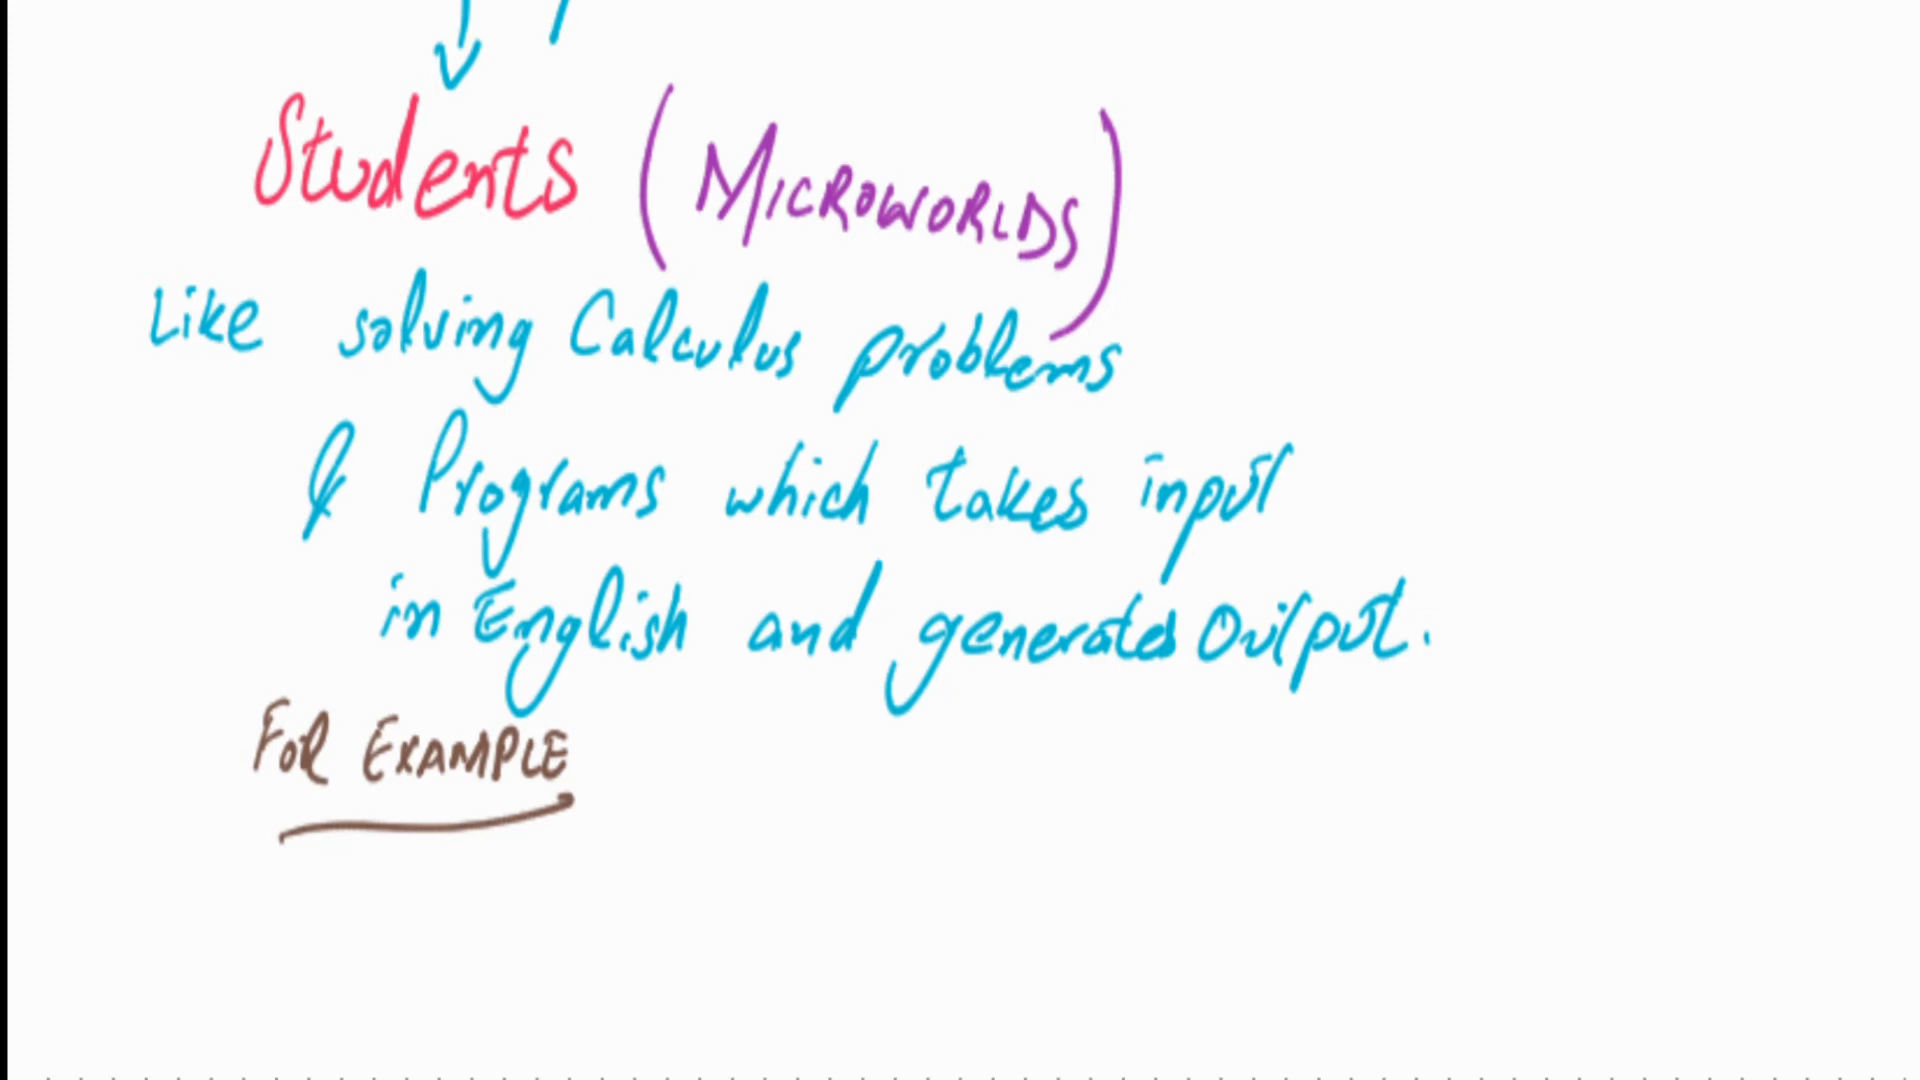 Students (MICROWORLDS)
Like solving Calculus problems
& Programs which takes input
in English and generates Output.
FOR EXAMPLE